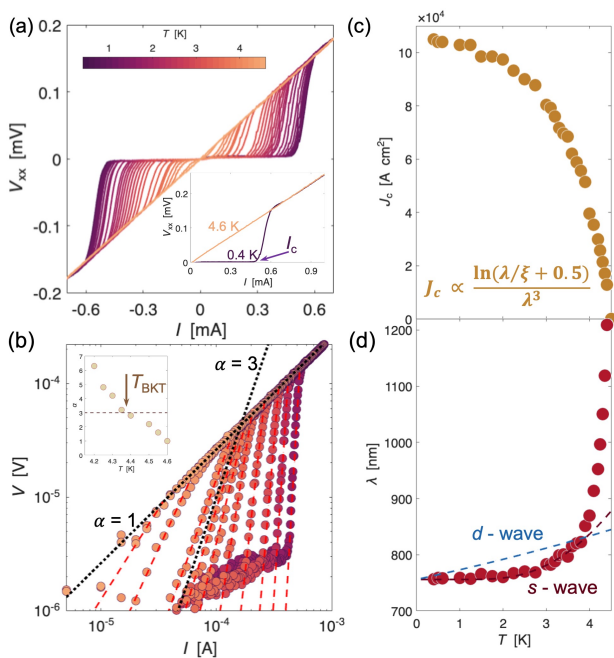 (a)
T [K]
1 2 3 4
0.2
0.1
0
-0.1
-0.2
V_xx [mV]
-0.6 -0.3 0 0.3 0.6
I [mA]
0.2
0.1
0
V_xx [mV]
4.6 K
0.4 K
I_c
0 0.3 0.6 0.9
I [mA]
(b)
7
6
5
4
3
2
1
0
α
T_BKT
4.2 4.3 4.4 4.5 4.6
T [K]
α = 3
α = 1
10⁻⁴
10⁻⁵
10⁻⁶
V [V]
10⁻⁵ 10⁻⁴ 10⁻³
I [A]
(c)
×10⁴
10
8
6
4
2
0
J_c [A cm²]
J_c ∝ ln(λ/ξ + 0.5)
λ³
(d)
1200
1100
1000
900
800
700
λ [nm]
d - wave
s - wave
0 1 2 3 4
T [K]